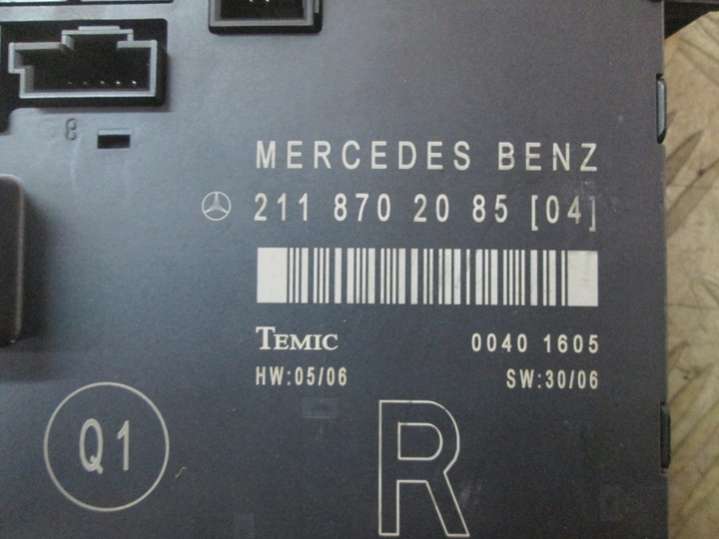 8
MERCEDES BENZ
211 870 20 85 [04]
TEMIC 0040 1605
HW:05/06 SW:30/06
Q1
R